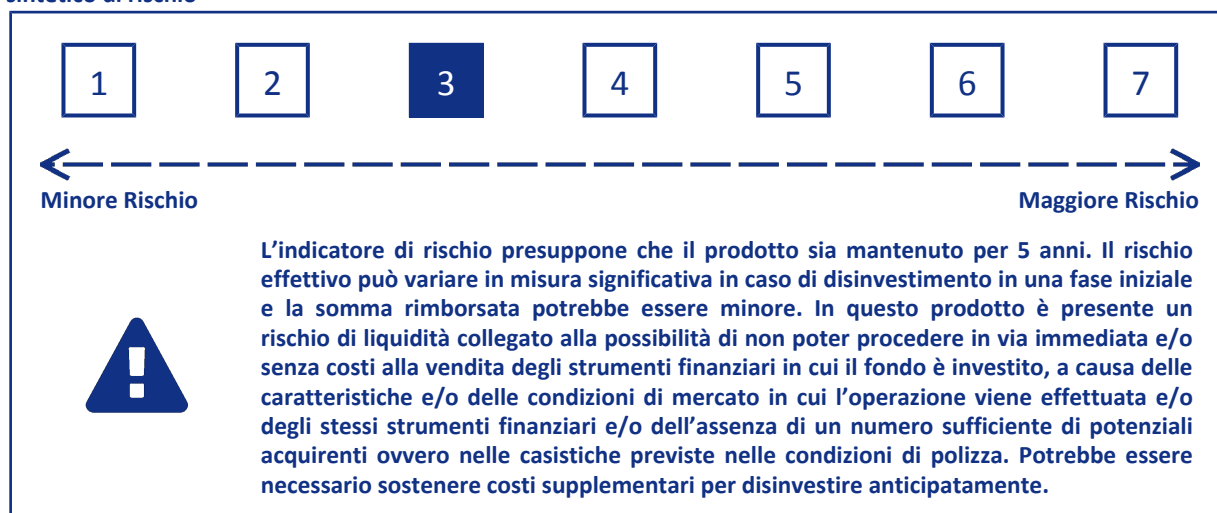 sintetico di rischio
1 2 3 4 5 6 7
Minore Rischio Maggiore Rischio
L’indicatore di rischio presuppone che il prodotto sia mantenuto per 5 anni. Il rischio
effettivo può variare in misura significativa in caso di disinvestimento in una fase iniziale
e la somma rimborsata potrebbe essere minore. In questo prodotto è presente un
rischio di liquidità collegato alla possibilità di non poter procedere in via immediata e/o
senza costi alla vendita degli strumenti finanziari in cui il fondo è investito, a causa delle
caratteristiche e/o delle condizioni di mercato in cui l’operazione viene effettuata e/o
degli stessi strumenti finanziari e/o dell’assenza di un numero sufficiente di potenziali
acquirenti ovvero nelle casistiche previste nelle condizioni di polizza. Potrebbe essere
necessario sostenere costi supplementari per disinvestire anticipatamente.